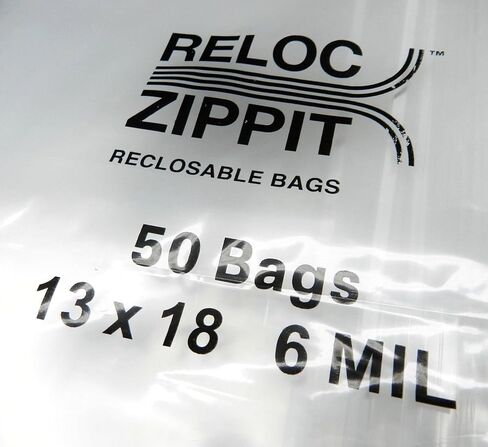 RELOC ™
ZIPPIT
RECLOSABLE BAGS
50 Bags
13 x 18 6 MIL